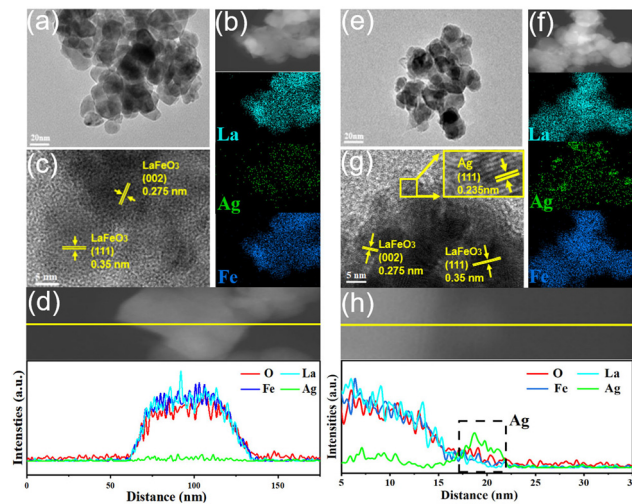 (a)
20nm
(b)
La
Ag
Fe
(c)
LaFeO3
(002)
0.275 nm
LaFeO3
(111)
0.35 nm
(d)
Intensities (a.u.)
O
La
Fe
Ag
0
50
100
150
Distance (nm)
(e)
20nm
(f)
La
Ag
Fe
(g)
Ag
(111)
0.235nm
LaFeO3
(002)
0.275 nm
LaFeO3
(111)
0.35 nm
5 nm
(h)
Intensities (a.u.)
O
La
Fe
Ag
Ag
5
10
15
20
25
30
Distance (nm)